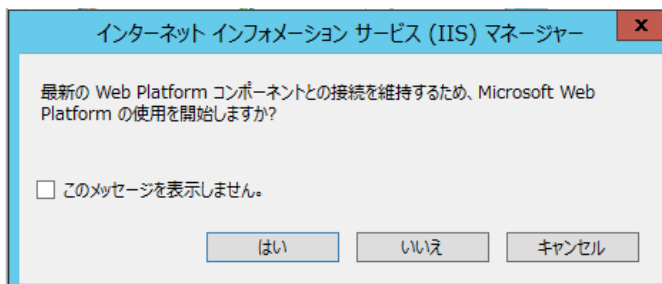 インターネット インフォメーション サービス (IIS) マネージャー
x
最新の Web Platform コンポーネントとの接続を維持するため、Microsoft Web
Platform の使用を開始しますか?
このメッセージを表示しません。
はい
いいえ
キャンセル